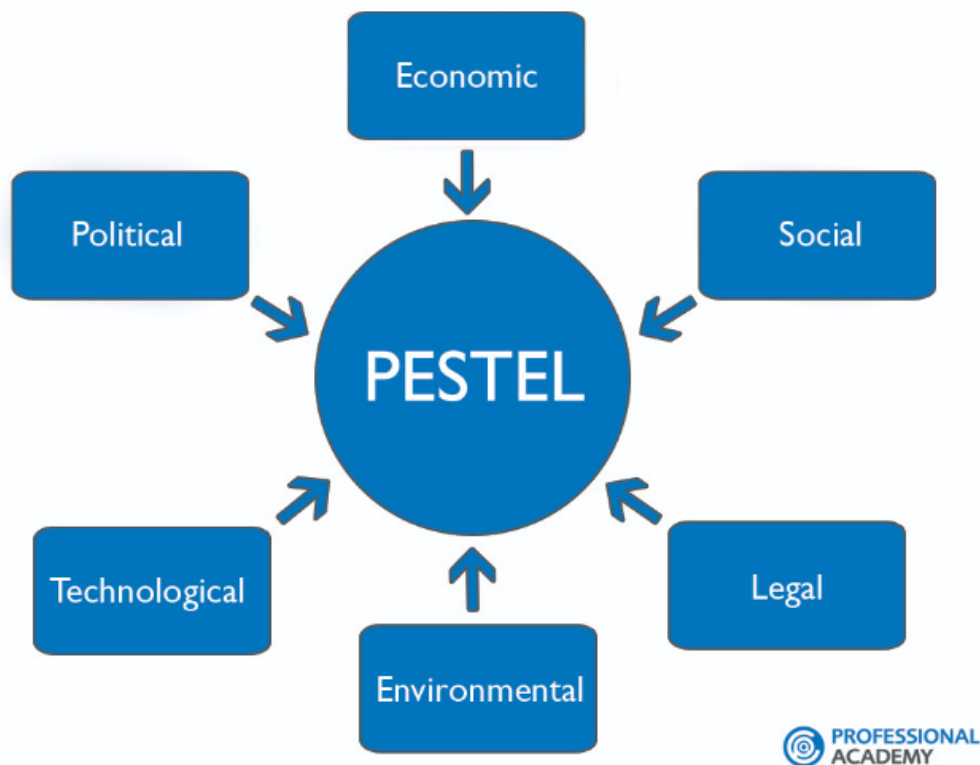 Economic
Political
Social
PESTEL
Technological
Legal
Environmental
PROFESSIONAL
ACADEMY